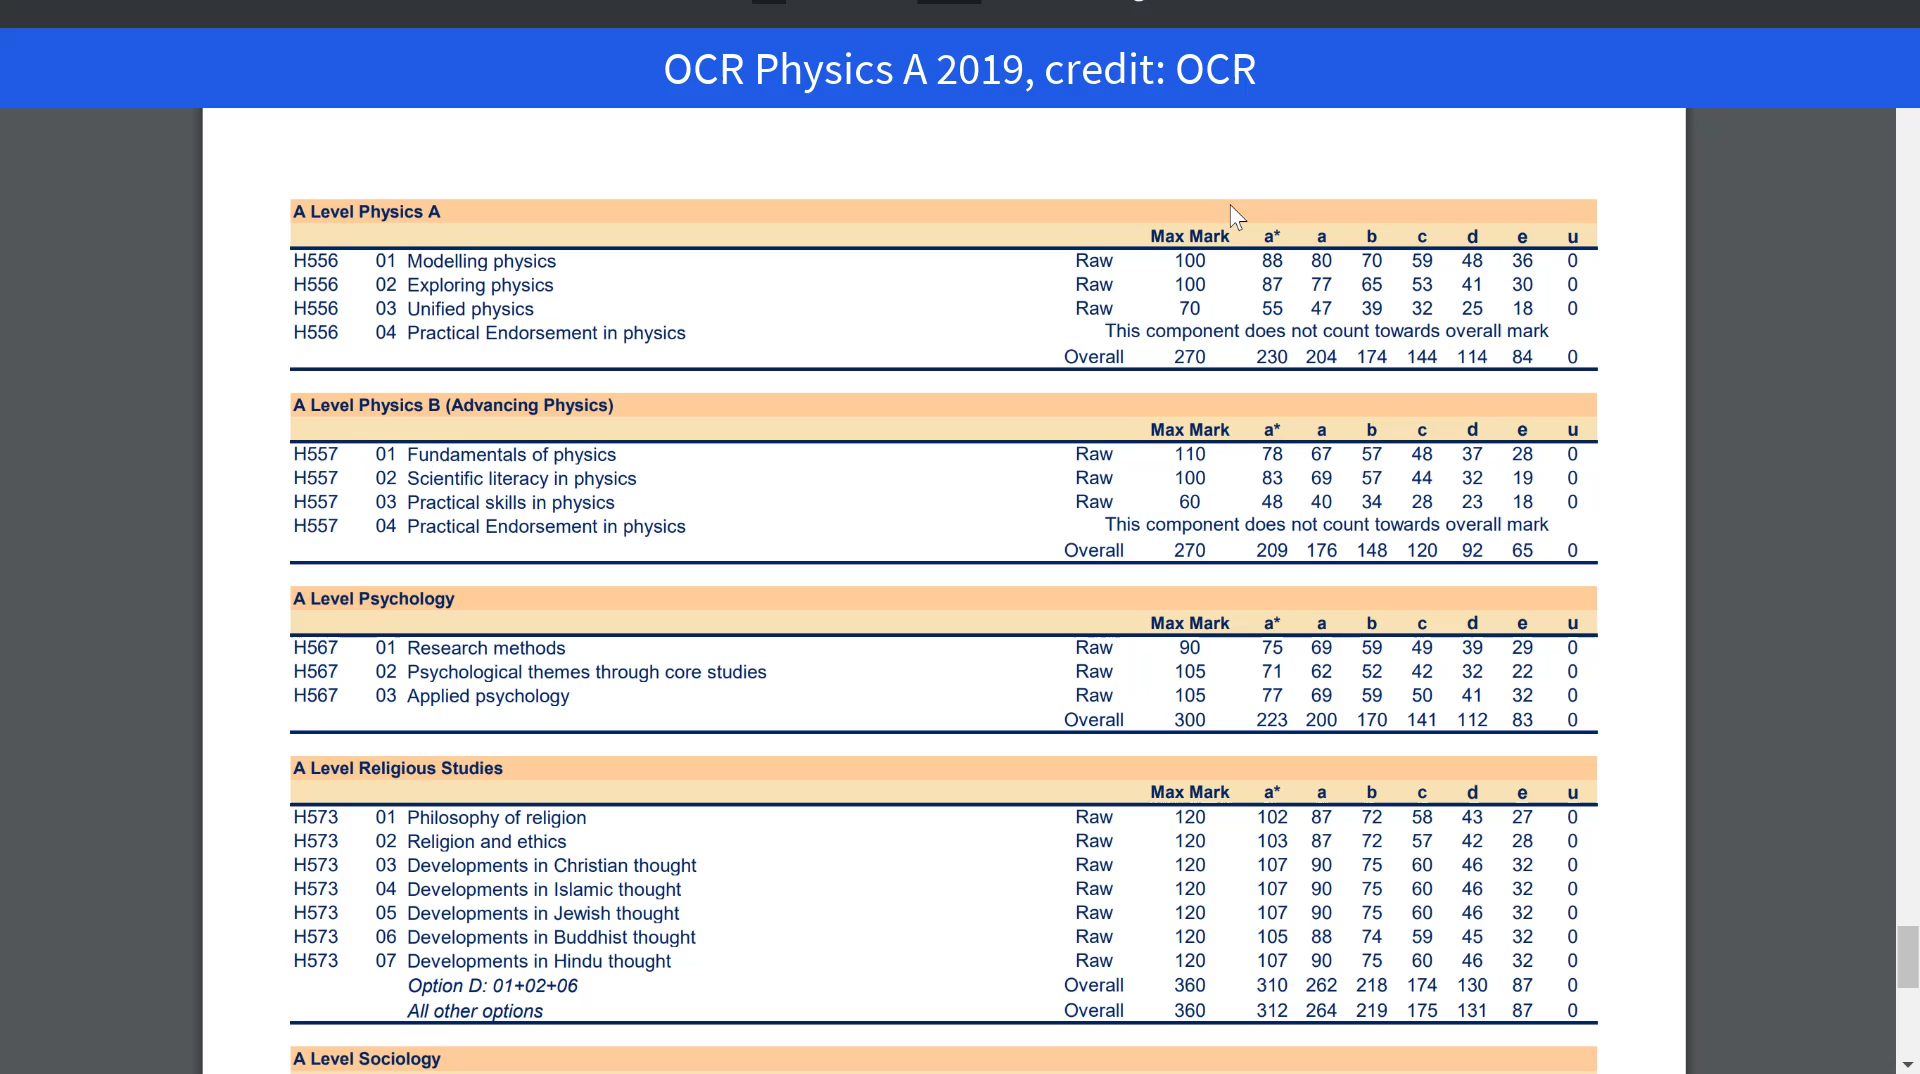 OCR Physics A 2019, credit: OCR
A Level Physics A
Max Mark a* a b c d e u
H556 01 Modelling physics Raw 100 88 80 70 59 48 36 0
H556 02 Exploring physics Raw 100 87 77 65 53 41 30 0
H556 03 Unified physics Raw 70 55 47 39 32 25 18 0
H556 04 Practical Endorsement in physics This component does not count towards overall mark
Overall 270 230 204 174 144 114 84 0
A Level Physics B (Advancing Physics)
Max Mark a* a b c d e u
H557 01 Fundamentals of physics Raw 110 78 67 57 48 37 28 0
H557 02 Scientific literacy in physics Raw 100 83 69 57 44 32 19 0
H557 03 Practical skills in physics Raw 60 48 40 34 28 23 18 0
H557 04 Practical Endorsement in physics This component does not count towards overall mark
Overall 270 209 176 148 120 92 65 0
A Level Psychology
Max Mark a* a b c d e u
H567 01 Research methods Raw 90 75 69 59 49 39 29 0
H567 02 Psychological themes through core studies Raw 105 71 62 52 42 32 22 0
H567 03 Applied psychology Raw 105 77 69 59 50 41 32 0
Overall 300 223 200 170 141 112 83 0
A Level Religious Studies
Max Mark a* a b c d e u
H573 01 Philosophy of religion Raw 120 102 87 72 58 43 27 0
H573 02 Religion and ethics Raw 120 103 87 72 57 42 28 0
H573 03 Developments in Christian thought Raw 120 107 90 75 60 46 32 0
H573 04 Developments in Islamic thought Raw 120 107 90 75 60 46 32 0
H573 05 Developments in Jewish thought Raw 120 107 90 75 60 46 32 0
H573 06 Developments in Buddhist thought Raw 120 105 88 74 59 45 32 0
H573 07 Developments in Hindu thought Raw 120 107 90 75 60 46 32 0
Option D: 01+02+06 Overall 360 310 262 218 174 130 87 0
All other options Overall 360 312 264 219 175 131 87 0
A Level Sociology